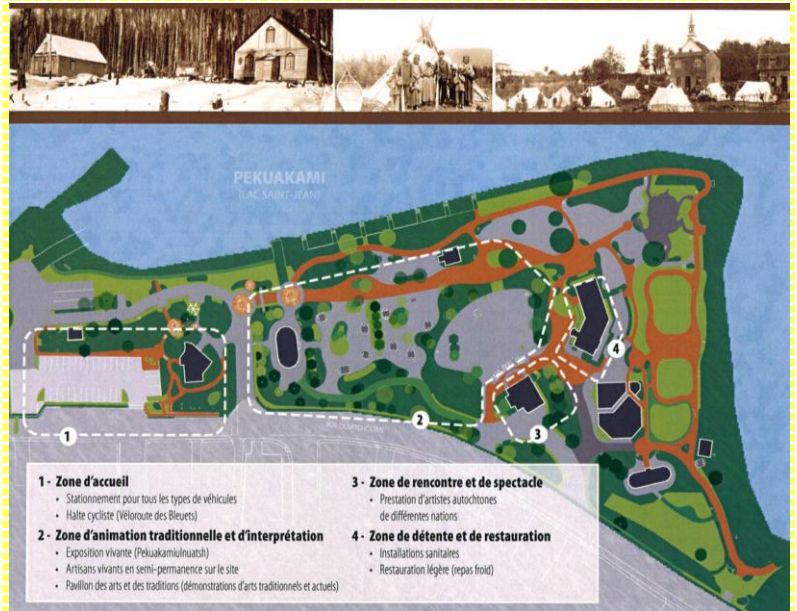 PEKUAKAMI
(LAC SAINT-JEAN)
1
2
3
4
1 - Zone d'accueil
• Stationnement pour tous les types de véhicules
• Halte cycliste (Véloroute des Bleuets)
2 - Zone d'animation traditionnelle et d'interprétation
• Exposition vivante (Pekuakamiulnuatsh)
• Artisans vivants en semi-permanence sur le site
• Pavillon des arts et des traditions (démonstrations d'arts traditionnels et actuels)
3 - Zone de rencontre et de spectacle
• Prestation d'artistes autochtones
de différentes nations
4 - Zone de détente et de restauration
• Installations sanitaires
• Restauration légère (repas froid)